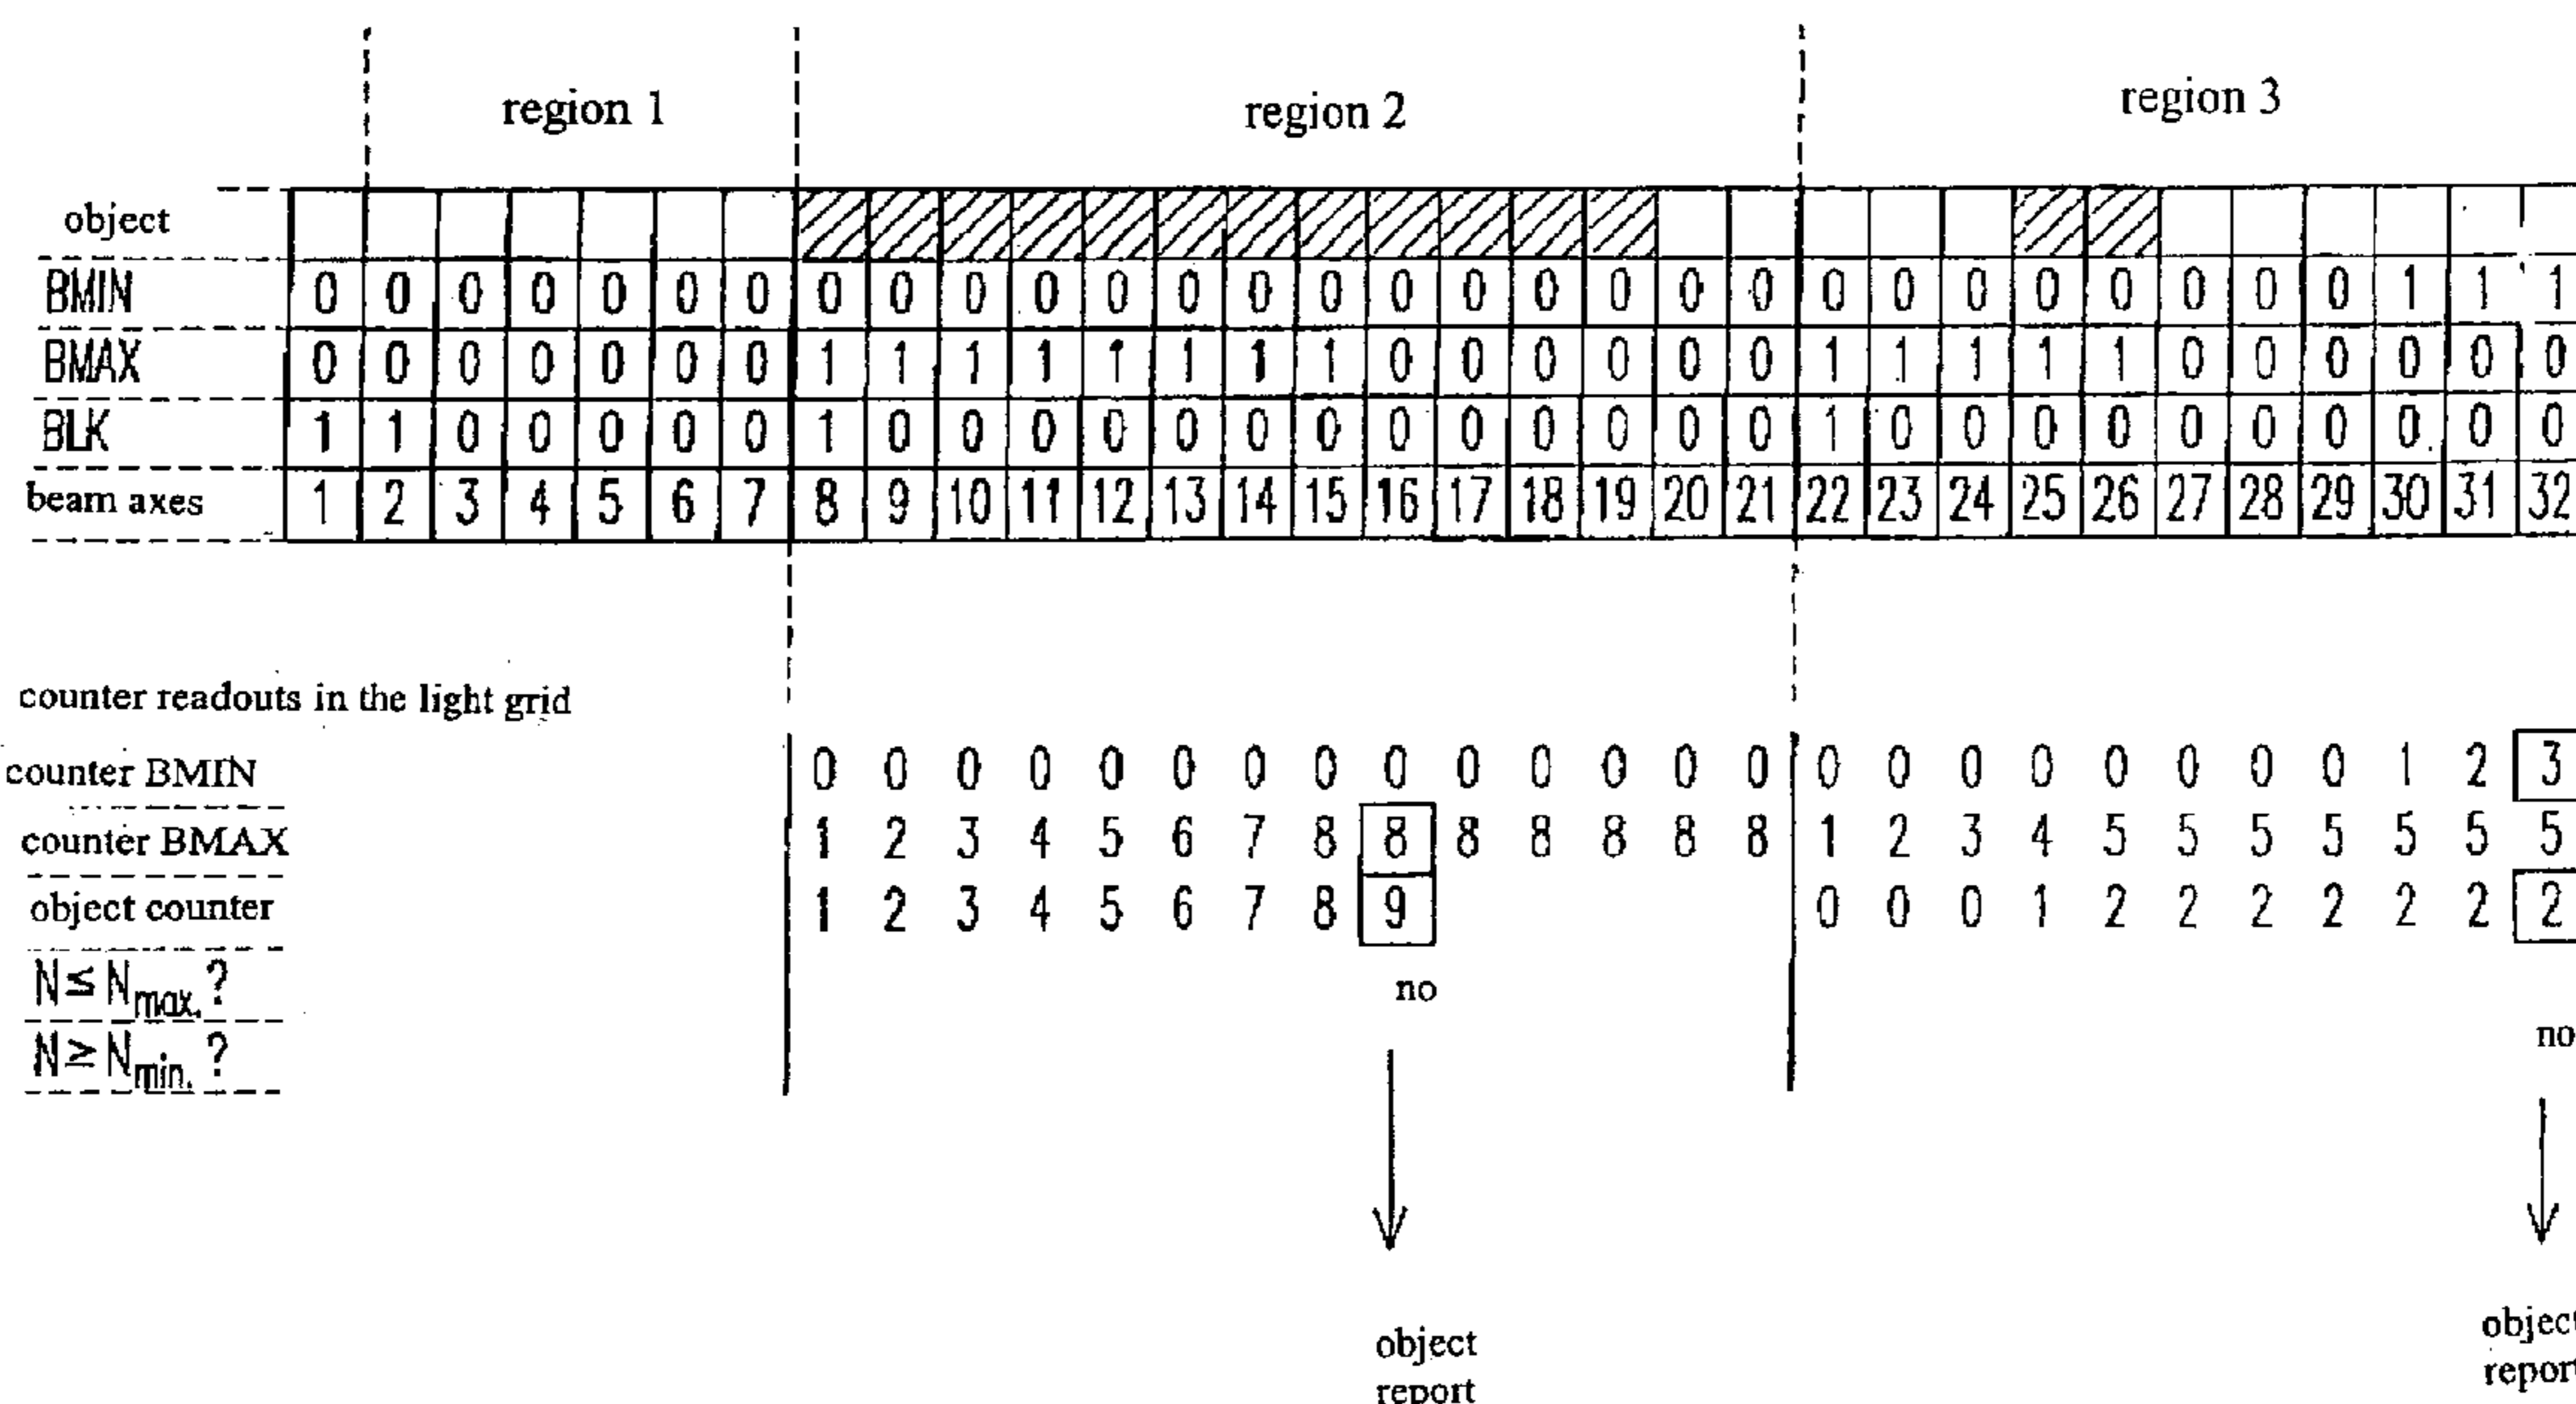 region 1 region 2 region 3
object
BMIN 0 0 0 0 0 0 0 0 0 0 0 0 0 0 0 0 0 0 0 0 0 0 0 0 0 0 0 0 0 1 1 1
BMAX 0 0 0 0 0 0 0 1 1 1 1 1 1 1 1 0 0 0 0 0 0 1 1 1 1 1 0 0 0 0 0 0
BLK 1 1 0 0 0 0 0 1 0 0 0 0 0 0 0 0 0 0 0 0 0 1 0 0 0 0 0 0 0 0 0 0
beam axes 1 2 3 4 5 6 7 8 9 10 11 12 13 14 15 16 17 18 19 20 21 22 23 24 25 26 27 28 29 30 31 32
counter readouts in the light grid
counter BMIN 0 0 0 0 0 0 0 0 0 0 0 0 0 0 0 0 0 0 0 0 0 0 1 2 3
counter BMAX 1 2 3 4 5 6 7 8 8 8 8 8 8 8 1 2 3 4 5 5 5 5 5 5 5
object counter 1 2 3 4 5 6 7 8 9 0 0 0 1 2 2 2 2 2 2 2
N ≤ Nmax. ? no
N ≥ Nmin. ? no
object
report
object
report